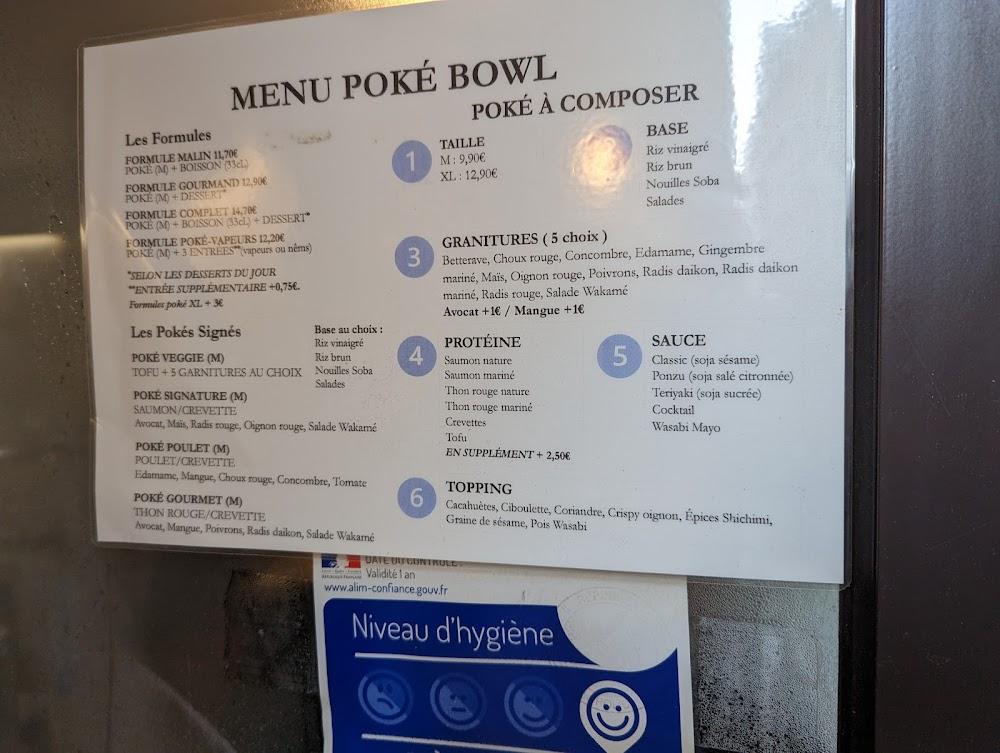 MENU POKÉ BOWL
Les Formules
FORMULE MALIN 11,70€
POKÉ (M) + BOISSON (33cL)
FORMULE GOURMAND 12,90€
POKÉ (M) + DESSERT*
FORMULE COMPLET 14,70€
POKÉ (M) + BOISSON (33cL) + DESSERT*
FORMULE POKÉ-VAPEURS 12,20€
POKÉ (M) + 3 ENTRÉES**(vapeurs ou nêms)
*SELON LES DESSERTS DU JOUR
**ENTRÉE SUPPLÉMENTAIRE +0,75€.
Formules poké XL + 3€
Les Pokés Signés
POKÉ VEGGIE (M)
TOFU + 5 GARNITURES AU CHOIX
POKÉ SIGNATURE (M)
SAUMON/CREVETTE
Avocat, Maïs, Radis rouge, Oignon rouge, Salade Wakamé
POKÉ POULET (M)
POULET/CREVETTE
Edamame, Mangue, Choux rouge, Concombre, Tomate
POKÉ GOURMET (M)
THON ROUGE/CREVETTE
Avocat, Mangue, Poivrons, Radis daikon, Salade Wakamé
Base au choix :
Riz vinaigré
Riz brun
Nouilles Soba
Salades
POKÉ À COMPOSER
1
TAILLE
M : 9,90€
XL : 12,90€
BASE
Riz vinaigré
Riz brun
Nouilles Soba
Salades
3
GRANITURES ( 5 choix )
Betterave, Choux rouge, Concombre, Edamame, Gingembre
mariné, Maïs, Oignon rouge, Poivrons, Radis daikon, Radis daikon
mariné, Radis rouge, Salade Wakamé
Avocat +1€ / Mangue +1€
4
PROTÉINE
Saumon nature
Saumon mariné
Thon rouge nature
Thon rouge mariné
Crevettes
Tofu
EN SUPPLÉMENT + 2,50€
5
SAUCE
Classic (soja sésame)
Ponzu (soja salé citronnée)
Teriyaki (soja sucrée)
Cocktail
Wasabi Mayo
6
TOPPING
Cacahuètes, Ciboulette, Coriandre, Crispy oignon, Épices Shichimi,
Graine de sésame, Pois Wasabi
DATE DU CONTRÔLE :
Validité 1 an
www.alim-confiance.gouv.fr
Niveau d'hygiène